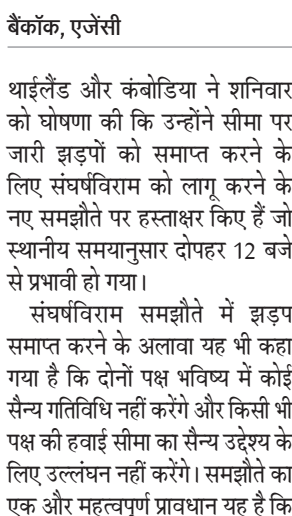 बैंकॉक, एजेंसी
थाईलैंड और कंबोडिया ने शनिवार
को घोषणा की कि उन्होंने सीमा पर
जारी झड़पों को समाप्त करने के
लिए संघर्षविराम को लागू करने के
नए समझौते पर हस्ताक्षर किए हैं जो
स्थानीय समयानुसार दोपहर 12 बजे
से प्रभावी हो गया।
संघर्षविराम समझौते में झड़प
समाप्त करने के अलावा यह भी कहा
गया है कि दोनों पक्ष भविष्य में कोई
सैन्य गतिविधि नहीं करेंगे और किसी भी
पक्ष की हवाई सीमा का सैन्य उद्देश्य के
लिए उल्लंघन नहीं करेंगे। समझौते का
एक और महत्वपूर्ण प्रावधान यह है कि